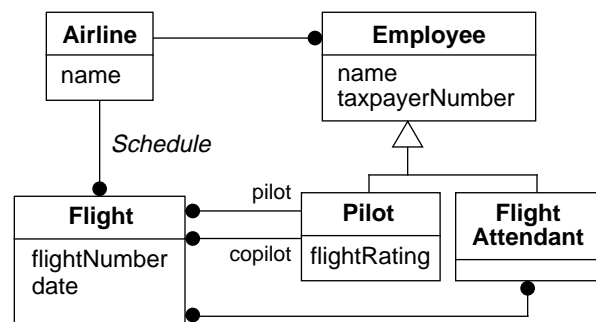 Airline
Employee
name
name
taxpayerNumber
Schedule
pilot
Flight
Pilot
Flight
Attendant
copilot
flightRating
flightNumber
date